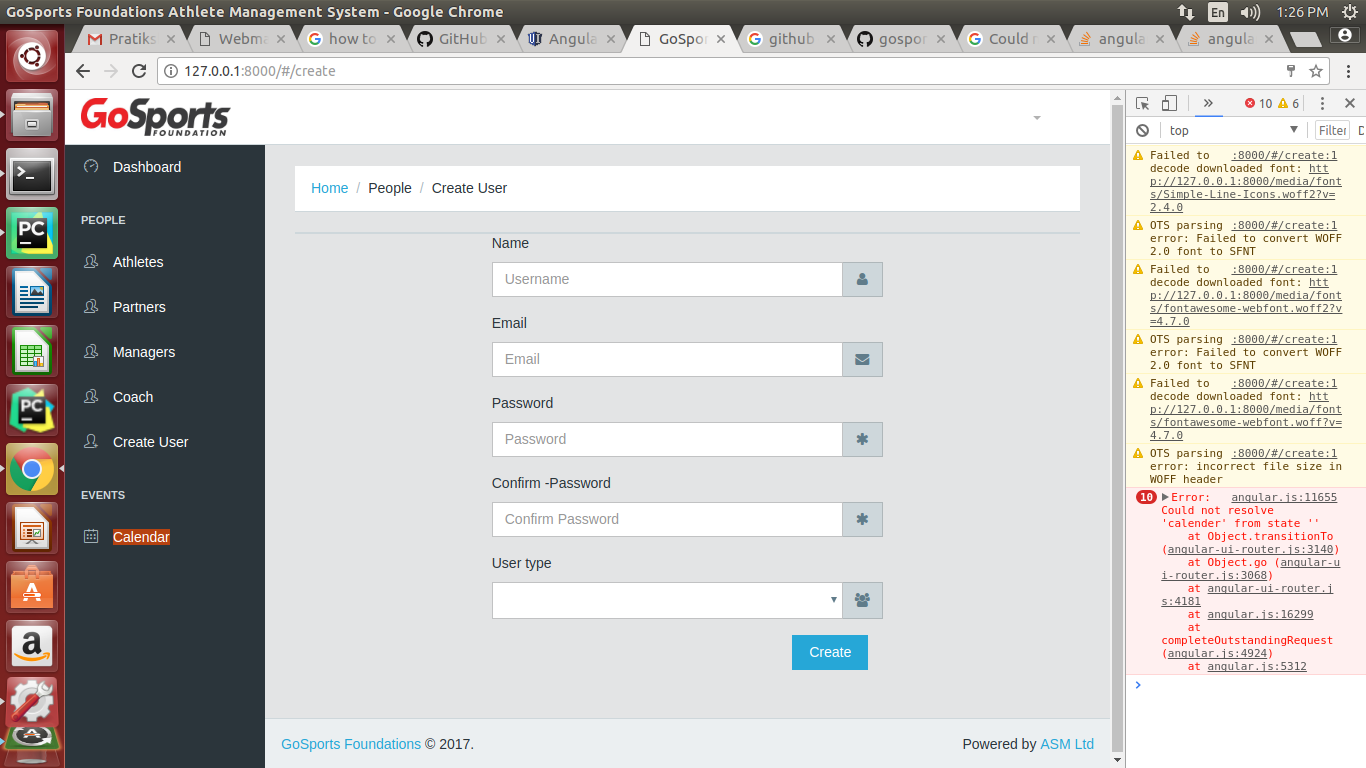 GoSports Foundations Athlete Management System - Google Chrome
En
1:26 PM
Pratiks
Webma
how to
GitHub
Angula
GoSpor
github
gospor
Could n
angula
angula
127.0.0.1:8000/#/create
GoSports
FOUNDATION
Dashboard
PEOPLE
Athletes
Partners
Managers
Coach
Create User
EVENTS
Calendar
Home / People / Create User
Name
Username
Email
Email
Password
Password
Confirm -Password
Confirm Password
User type
Create
GoSports Foundations © 2017.
Powered by ASM Ltd
10 6
top
Filter
D
Failed to :8000/#/create:1
decode downloaded font: htt
p://127.0.0.1:8000/media/font
s/Simple-Line-Icons.woff2?v=
2.4.0
OTS parsing :8000/#/create:1
error: Failed to convert WOFF
2.0 font to SFNT
Failed to :8000/#/create:1
decode downloaded font: htt
p://127.0.0.1:8000/media/font
s/fontawesome-webfont.woff2?v
=4.7.0
OTS parsing :8000/#/create:1
error: Failed to convert WOFF
2.0 font to SFNT
Failed to :8000/#/create:1
decode downloaded font: htt
p://127.0.0.1:8000/media/font
s/fontawesome-webfont.woff?v=
4.7.0
OTS parsing :8000/#/create:1
error: incorrect file size in
WOFF header
10 Error: angular.js:11655
Could not resolve
'calender' from state ''
at Object.transitionTo
(angular-ui-router.js:3140)
at Object.go (angular-u
i-router.js:3068)
at angular-ui-router.j
s:4181
at angular.js:16299
at
completeOutstandingRequest
(angular.js:4924)
at angular.js:5312